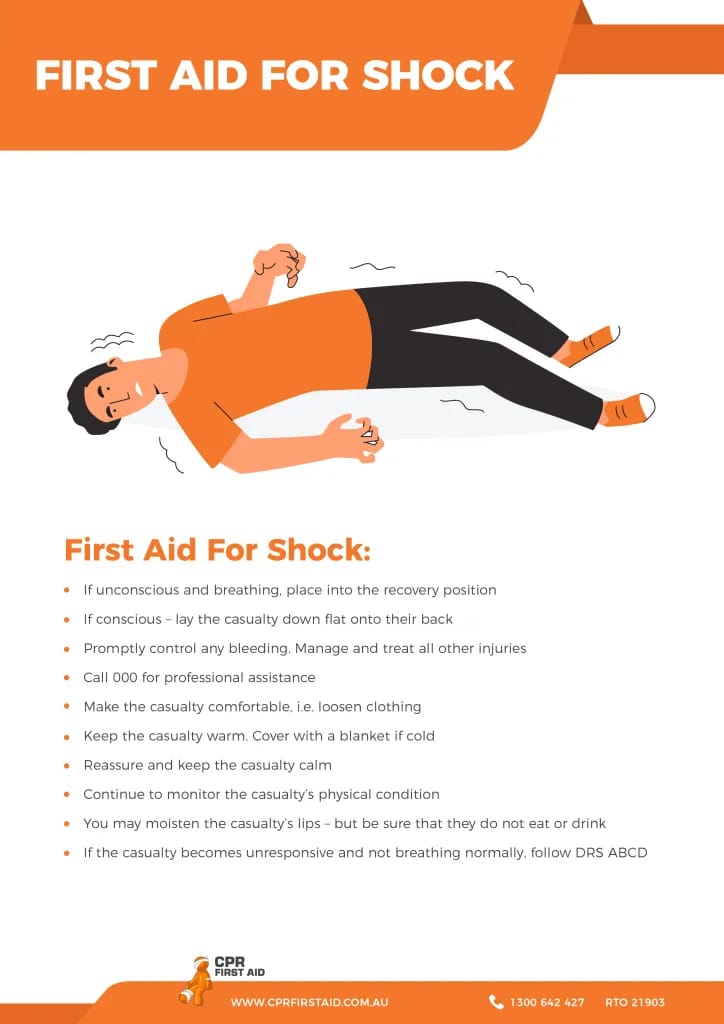 FIRST AID FOR SHOCK
First Aid For Shock:
• If unconscious and breathing, place into the recovery position
• If conscious – lay the casualty down flat onto their back
• Promptly control any bleeding. Manage and treat all other injuries
• Call 000 for professional assistance
• Make the casualty comfortable, i.e. loosen clothing
• Keep the casualty warm. Cover with a blanket if cold
• Reassure and keep the casualty calm
• Continue to monitor the casualty's physical condition
• You may moisten the casualty's lips – but be sure that they do not eat or drink
• If the casualty becomes unresponsive and not breathing normally, follow DRS ABCD
CPR
FIRST AID
WWW.CPRFIRSTAID.COM.AU 1300 642 427 RTO 21903